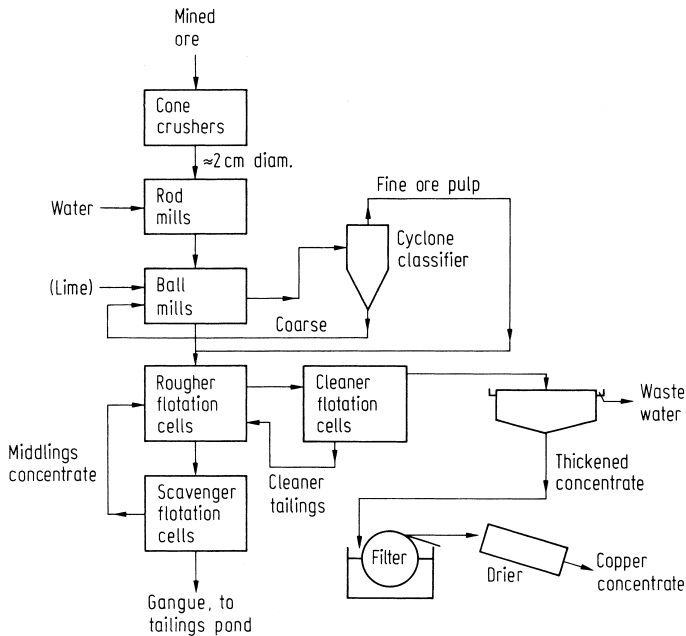 Mined
ore
Cone
crushers
≈2cm diam.
Water
Rod
mills
Fine ore pulp
Cyclone
classifier
(Lime)
Ball
mills
Coarse
Rougher
flotation
cells
Cleaner
flotation
cells
Waste
water
Middlings
concentrate
Cleaner
tailings
Thickened
concentrate
Scavenger
flotation
cells
Filter
Drier
Copper
concentrate
Gangue, to
tailings pond